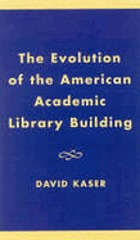 The Evolution
of the American
Academic
Library Building
DAVID KASER